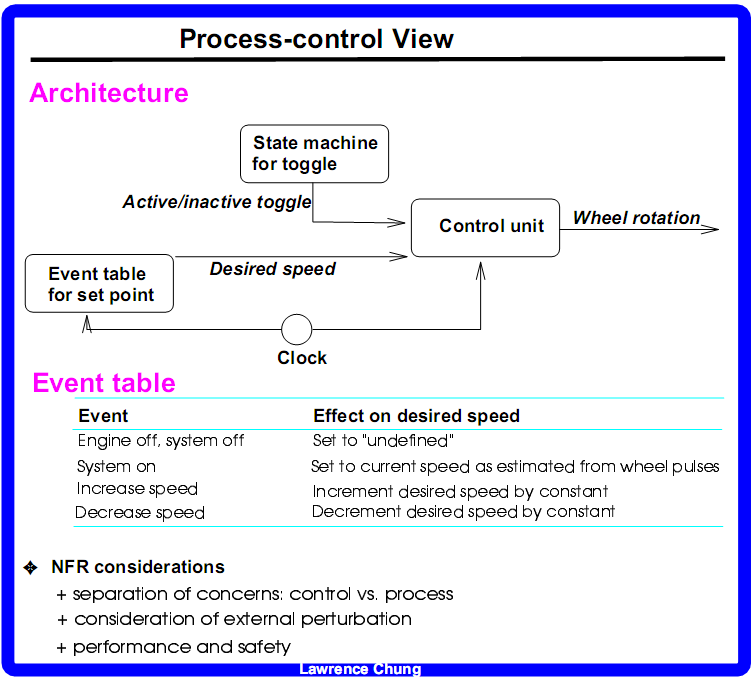 Process-control View
Architecture
State machine
for toggle
Active/inactive toggle
Control unit
Wheel rotation
Event table
for set point
Desired speed
Clock
Event table
Event Effect on desired speed
Engine off, system off Set to "undefined"
System on Set to current speed as estimated from wheel pulses
Increase speed Increment desired speed by constant
Decrease speed Decrement desired speed by constant
❖ NFR considerations
+ separation of concerns: control vs. process
+ consideration of external perturbation
+ performance and safety
Lawrence Chung